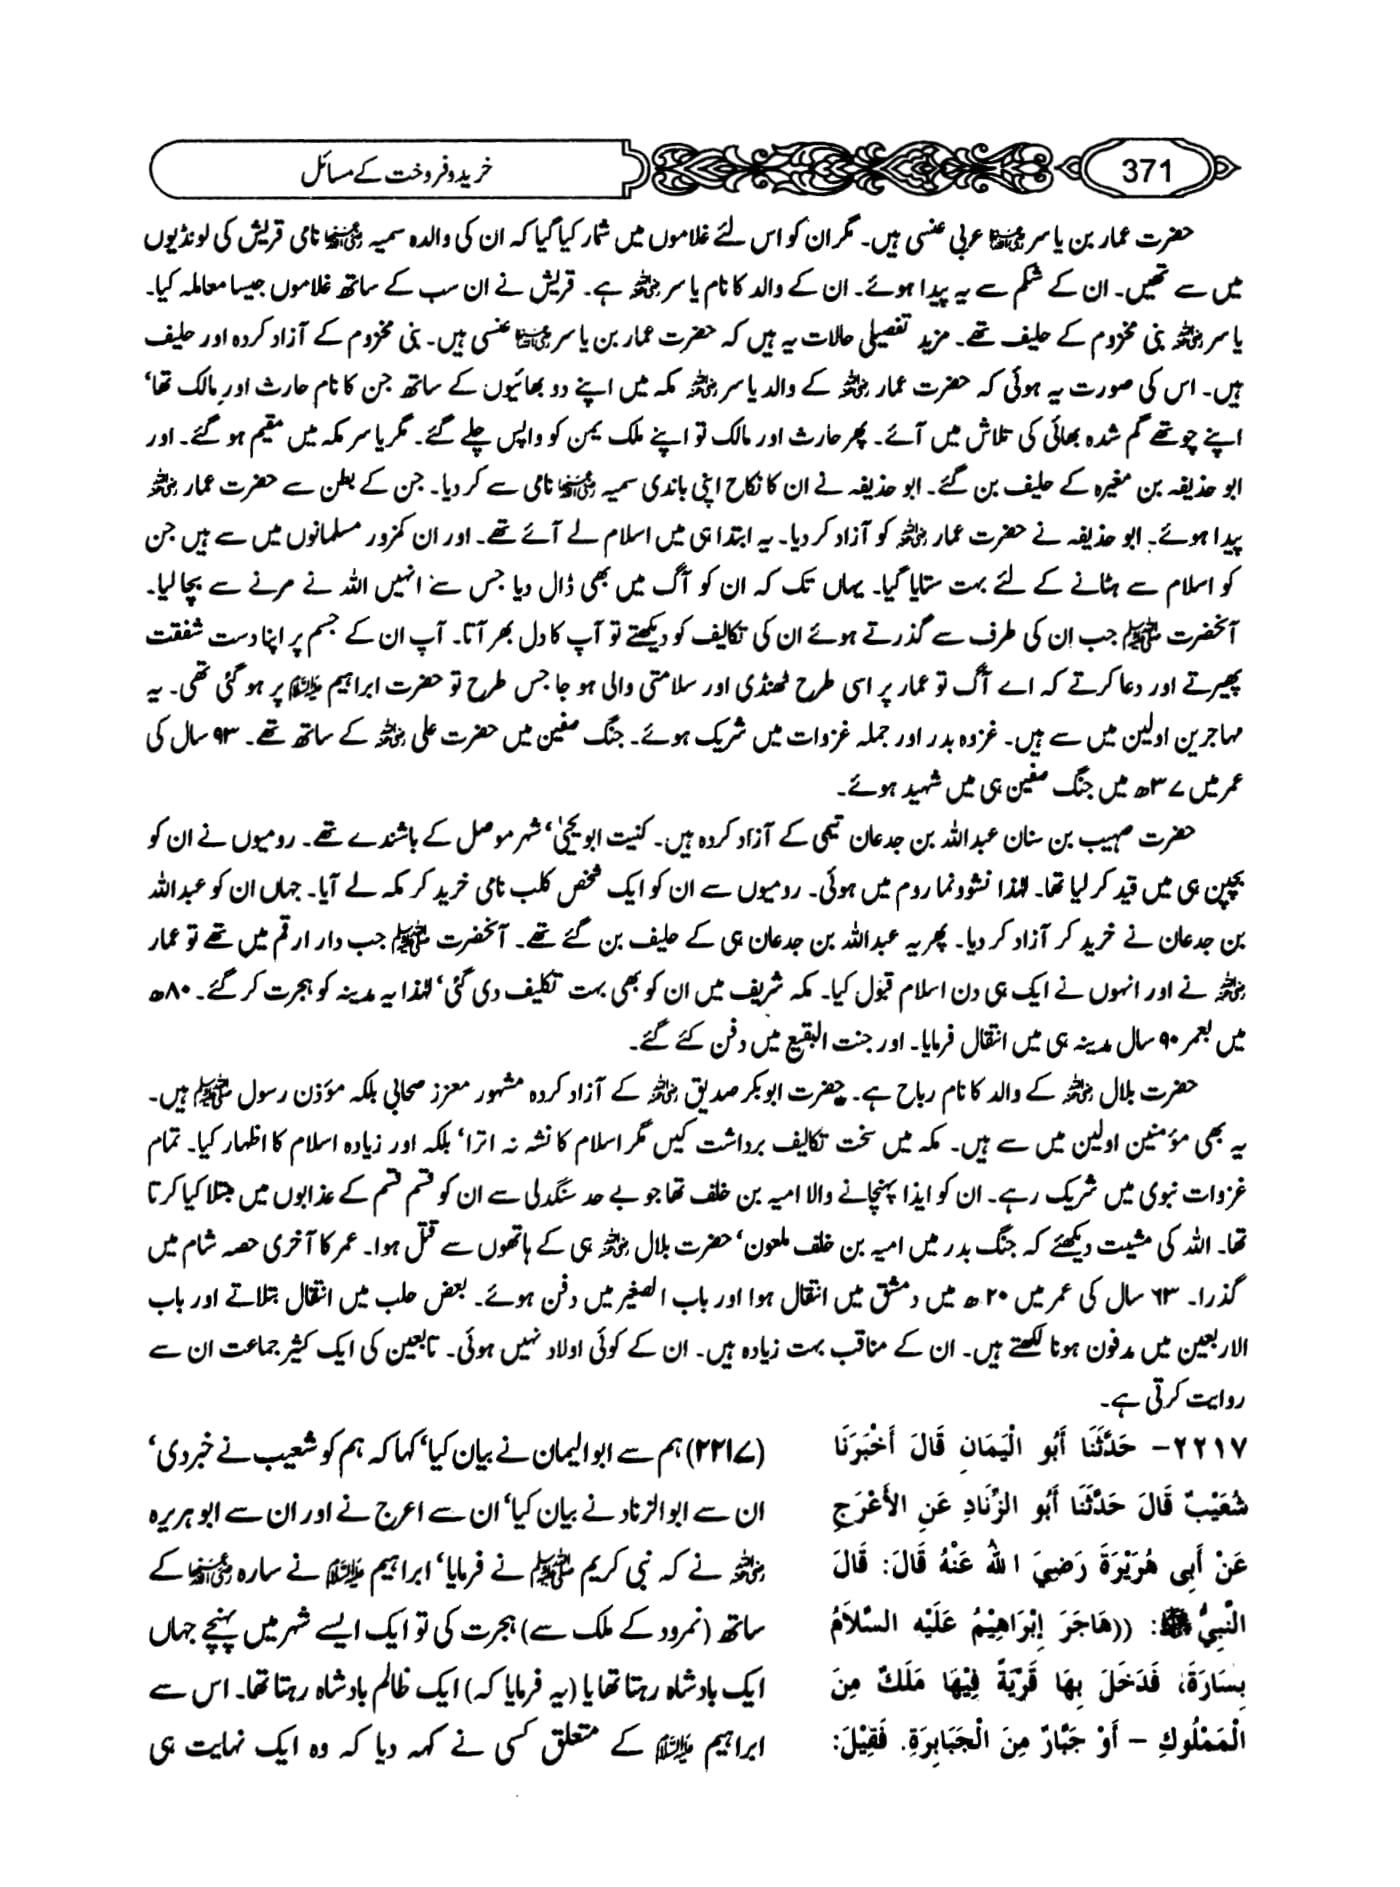 371
خرید و فروخت کے مسائل
حضرت عمار بن یاسر رضی اللہ عنہما عربی عنسی ہیں۔ مگر ان کو اس لئے غلاموں میں شمار کیا گیا کہ ان کی والدہ سمیہ رضی اللہ عنہا نامی قریش کی لونڈیوں
میں سے تھیں۔ ان کے شکم سے یہ پیدا ہوئے۔ ان کے والد کا نام یاسر رضی اللہ عنہ ہے۔ قریش نے ان سب کے ساتھ غلاموں جیسا معاملہ کیا۔
یاسر رضی اللہ عنہ بنی مخزوم کے حلیف تھے۔ مزید تفصیلی حالات یہ ہیں کہ حضرت عمار بن یاسر رضی اللہ عنہما عنسی ہیں۔ بنی مخزوم کے آزاد کردہ اور حلیف
ہیں۔ اس کی صورت یہ ہوئی کہ حضرت عمار رضی اللہ عنہ کے والد یاسر رضی اللہ عنہ مکہ میں اپنے دو بھائیوں کے ساتھ جن کا نام حارث اور مالک تھا‘
اپنے چوتھے گم شدہ بھائی کی تلاش میں آئے۔ پھر حارث اور مالک تو اپنے ملک یمن کو واپس چلے گئے۔ مگر یاسر مکہ میں مقیم ہو گئے۔ اور
ابو حذیفہ بن مغیرہ کے حلیف بن گئے۔ ابو حذیفہ نے ان کا نکاح اپنی باندی سمیہ رضی اللہ عنہا نامی سے کر دیا۔ جن کے بطن سے حضرت عمار رضی اللہ عنہ
پیدا ہوئے۔ ابو حذیفہ نے حضرت عمار رضی اللہ عنہ کو آزاد کر دیا۔ یہ ابتدا ہی میں اسلام لے آئے تھے۔ اور ان کمزور مسلمانوں میں سے ہیں جن
کو اسلام سے ہٹانے کے لئے بہت ستایا گیا۔ یہاں تک کہ ان کو آگ میں بھی ڈال دیا جس سے انہیں اللہ نے مرنے سے بچا لیا۔
آنحضرت ﷺ جب ان کی طرف سے گذرتے ہوئے ان کی تکالیف کو دیکھتے تو آپ کا دل بھر آتا۔ آپ ان کے جسم پر اپنا دست شفقت
پھیرتے اور دعا کرتے کہ اے آگ تو عمار پر اسی طرح ٹھنڈی اور سلامتی والی ہو جا جس طرح تو حضرت ابراہیم علیہ السلام پر ہو گئی تھی۔ یہ
مہاجرین اولین میں سے ہیں۔ غزوہ بدر اور جملہ غزوات میں شریک ہوئے۔ جنگ صفین میں حضرت علی رضی اللہ عنہ کے ساتھ تھے۔ ۹۳ سال کی
عمر میں ۳۷ھ میں جنگ صفین ہی میں شہید ہوئے۔
حضرت صہیب بن سنان عبداللہ بن جدعان تیمی کے آزاد کردہ ہیں۔ کنیت ابو یحییٰ‘ شہر موصل کے باشندے تھے۔ رومیوں نے ان کو
بچپن ہی میں قید کر لیا تھا۔ لہٰذا نشوونما روم میں ہوئی۔ رومیوں سے ان کو ایک شخص کلب نامی خرید کر مکہ لے آیا۔ جہاں ان کو عبداللہ
بن جدعان نے خرید کر آزاد کر دیا۔ پھر یہ عبداللہ بن جدعان ہی کے حلیف بن گئے تھے۔ آنحضرت ﷺ جب دار ارقم میں تھے تو عمار
رضی اللہ عنہ نے اور انہوں نے ایک ہی دن اسلام قبول کیا۔ مکہ شریف میں ان کو بھی بہت تکلیف دی گئی‘ لہٰذا یہ مدینہ کو ہجرت کر گئے۔ ۸۰ھ
میں بعمر ۹۰ سال مدینہ ہی میں انتقال فرمایا۔ اور جنت البقیع میں دفن کئے گئے۔
حضرت بلال رضی اللہ عنہ کے والد کا نام رباح ہے۔ حضرت ابوبکر صدیق رضی اللہ عنہ کے آزاد کردہ مشہور معزز صحابی بلکہ مؤذن رسول ﷺ ہیں۔
یہ بھی مؤمنین اولین میں سے ہیں۔ مکہ میں سخت تکالیف برداشت کیں مگر اسلام کا نشہ نہ اترا‘ بلکہ اور زیادہ اسلام کا اظہار کیا۔ تمام
غزوات نبوی میں شریک رہے۔ ان کو ایذا پہنچانے والا امیہ بن خلف تھا جو بے حد سنگدلی سے ان کو قسم قسم کے عذابوں میں مبتلا کیا کرتا
تھا۔ اللہ کی مشیت دیکھئے کہ جنگ بدر میں امیہ بن خلف ملعون‘ حضرت بلال رضی اللہ عنہ ہی کے ہاتھوں سے قتل ہوا۔ عمر کا آخری حصہ شام میں
گذرا۔ ۶۳ سال کی عمر میں ۲۰ ھ میں دمشق میں انتقال ہوا اور باب الصغیر میں دفن ہوئے۔ بعض حلب میں انتقال بتلاتے اور باب
الاربعین میں مدفون ہونا لکھتے ہیں۔ ان کے مناقب بہت زیادہ ہیں۔ ان کے کوئی اولاد نہیں ہوئی۔ تابعین کی ایک کثیر جماعت ان سے
روایت کرتی ہے۔
٢٢١٧- حَدَّثَنَا أَبُو الْيَمَانِ قَالَ أَخْبَرَنَا
شُعَيْبٌ قَالَ حَدَّثَنَا أَبُو الزِّنَادِ عَنِ الأَعْرَجِ
عَنْ أَبِي هُرَيْرَةَ رَضِيَ اللهُ عَنْهُ قَالَ: قَالَ
النَّبِيُّ ﷺ: ((هَاجَرَ إِبْرَاهِيْمُ عَلَيْهِ السَّلاَمُ
بِسَارَةَ، فَدَخَلَ بِهَا قَرْيَةً فِيْهَا مَلَكٌ مِنَ
الْمَمْلُوكِ – أَوْ جَبَّارٌ مِنَ الْجَبَابِرَةِ. فَقِيْلَ:
(۲۲۱۷) ہم سے ابو الیمان نے بیان کیا‘ کہا کہ ہم کو شعیب نے خبر دی‘
ان سے ابو الزناد نے بیان کیا‘ ان سے اعرج نے اور ان سے ابو ہریرہ
رضی اللہ عنہ نے کہ نبی کریم ﷺ نے فرمایا‘ ابراہیم علیہ السلام نے سارہ رضی اللہ عنہا کے
ساتھ (نمرود کے ملک سے) ہجرت کی تو ایک ایسے شہر میں پہنچے جہاں
ایک بادشاہ رہتا تھا یا (یہ فرمایا کہ) ایک ظالم بادشاہ رہتا تھا۔ اس سے
ابراہیم علیہ السلام کے متعلق کسی نے کہہ دیا کہ وہ ایک نہایت ہی